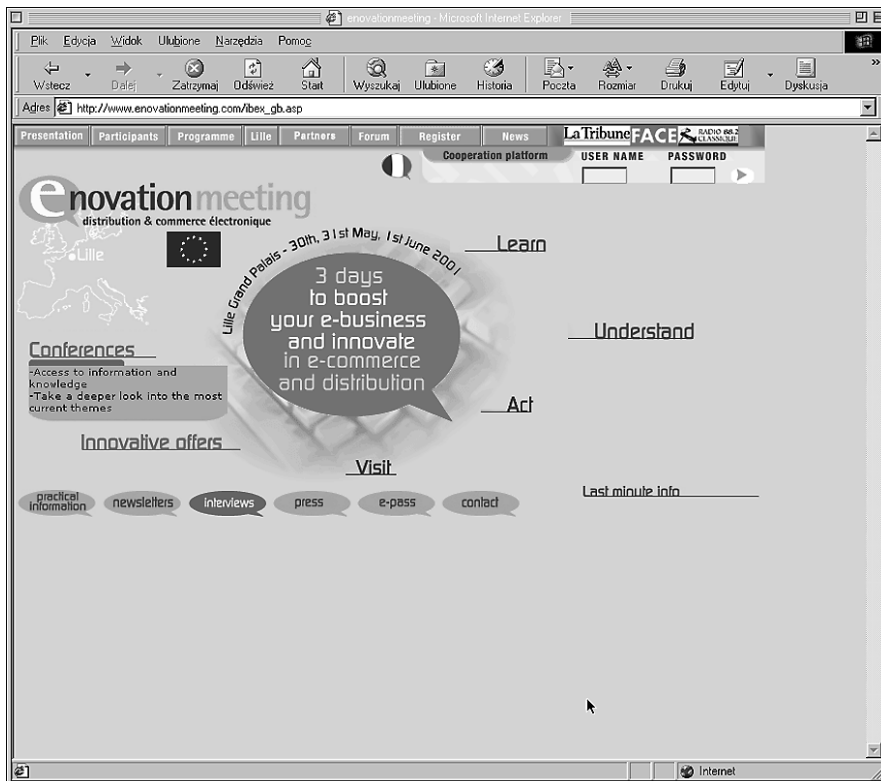 enovationmeeting - Microsoft Internet Explorer
Plik Edycja Widok Ulubione Narzędzia Pomoc
Wstecz Dalej Zatrzymaj Odśwież Start Wyszukaj Ulubione Historia Poczta Rozmiar Drukuj Edytuj Dyskusja »
Adres http://www.enovationmeeting.com/ibex_gb.asp
Presentation Participants Programme Lille Partners Forum Register News La Tribune FACE RADIO CLASSIQUE
Cooperation platform USER NAME PASSWORD
enovationmeeting
distribution & commerce électronique
Lille
Lille Grand Palais - 30th, 31st May, 1st June 2001
Learn
3 days
to boost
your e-business
and innovate
in e-commerce
and distribution
Understand
Conferences
-Access to information and
knowledge
-Take a deeper look into the most
current themes
Act
Innovative offers
Visit
practical
information
newsletters interviews press e-pass contact
Last minute info
Internet